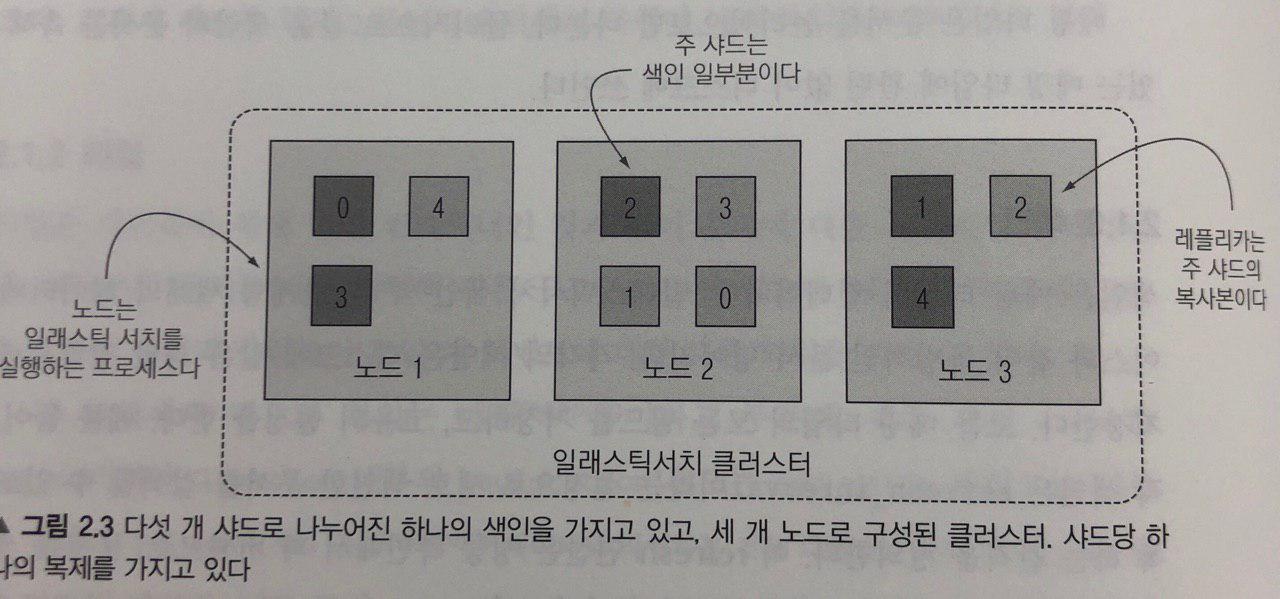 주 샤드는
색인 일부분이다
0 4
3
노드 1
2 3
1 0
노드 2
1 2
4
노드 3
노드는
일래스틱 서치를
실행하는 프로세스다
레플리카는
주 샤드의
복사본이다
일래스틱서치 클러스터
▲ 그림 2.3 다섯 개 샤드로 나누어진 하나의 색인을 가지고 있고, 세 개 노드로 구성된 클러스터. 샤드당 하
나의 복제를 가지고 있다